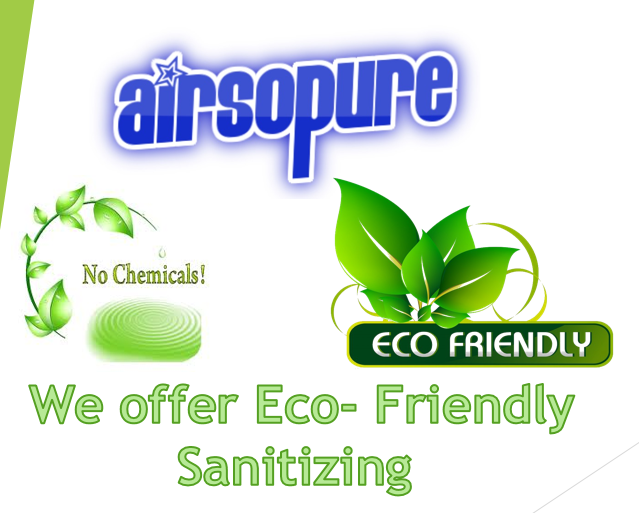 airsopure
No Chemicals!
ECO FRIENDLY
We offer Eco- Friendly
Sanitizing